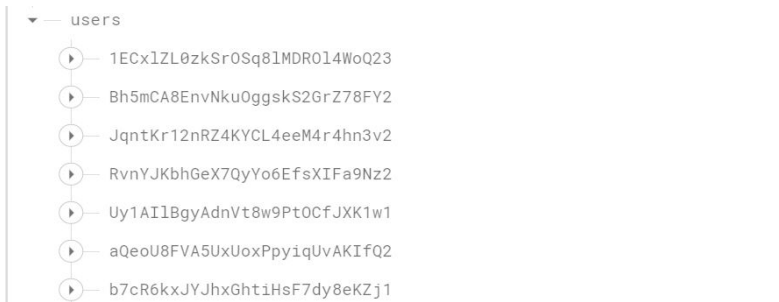 users
1ECxlZL0zkSrOSq8lMDROl4WoQ23
Bh5mCA8EnvNkuOggskS2GrZ78FY2
JqntKr12nRZ4KYCL4eeM4r4hn3v2
RvnYJKbhGeX7QyYo6EfsXIFa9Nz2
Uy1AIlBgyAdnVt8w9PtOCfJXK1w1
aQeoU8FVA5UxUoxPpyiqUvAKIfQ2
b7cR6kxJYJhxGhtiHsF7dy8eKZj1